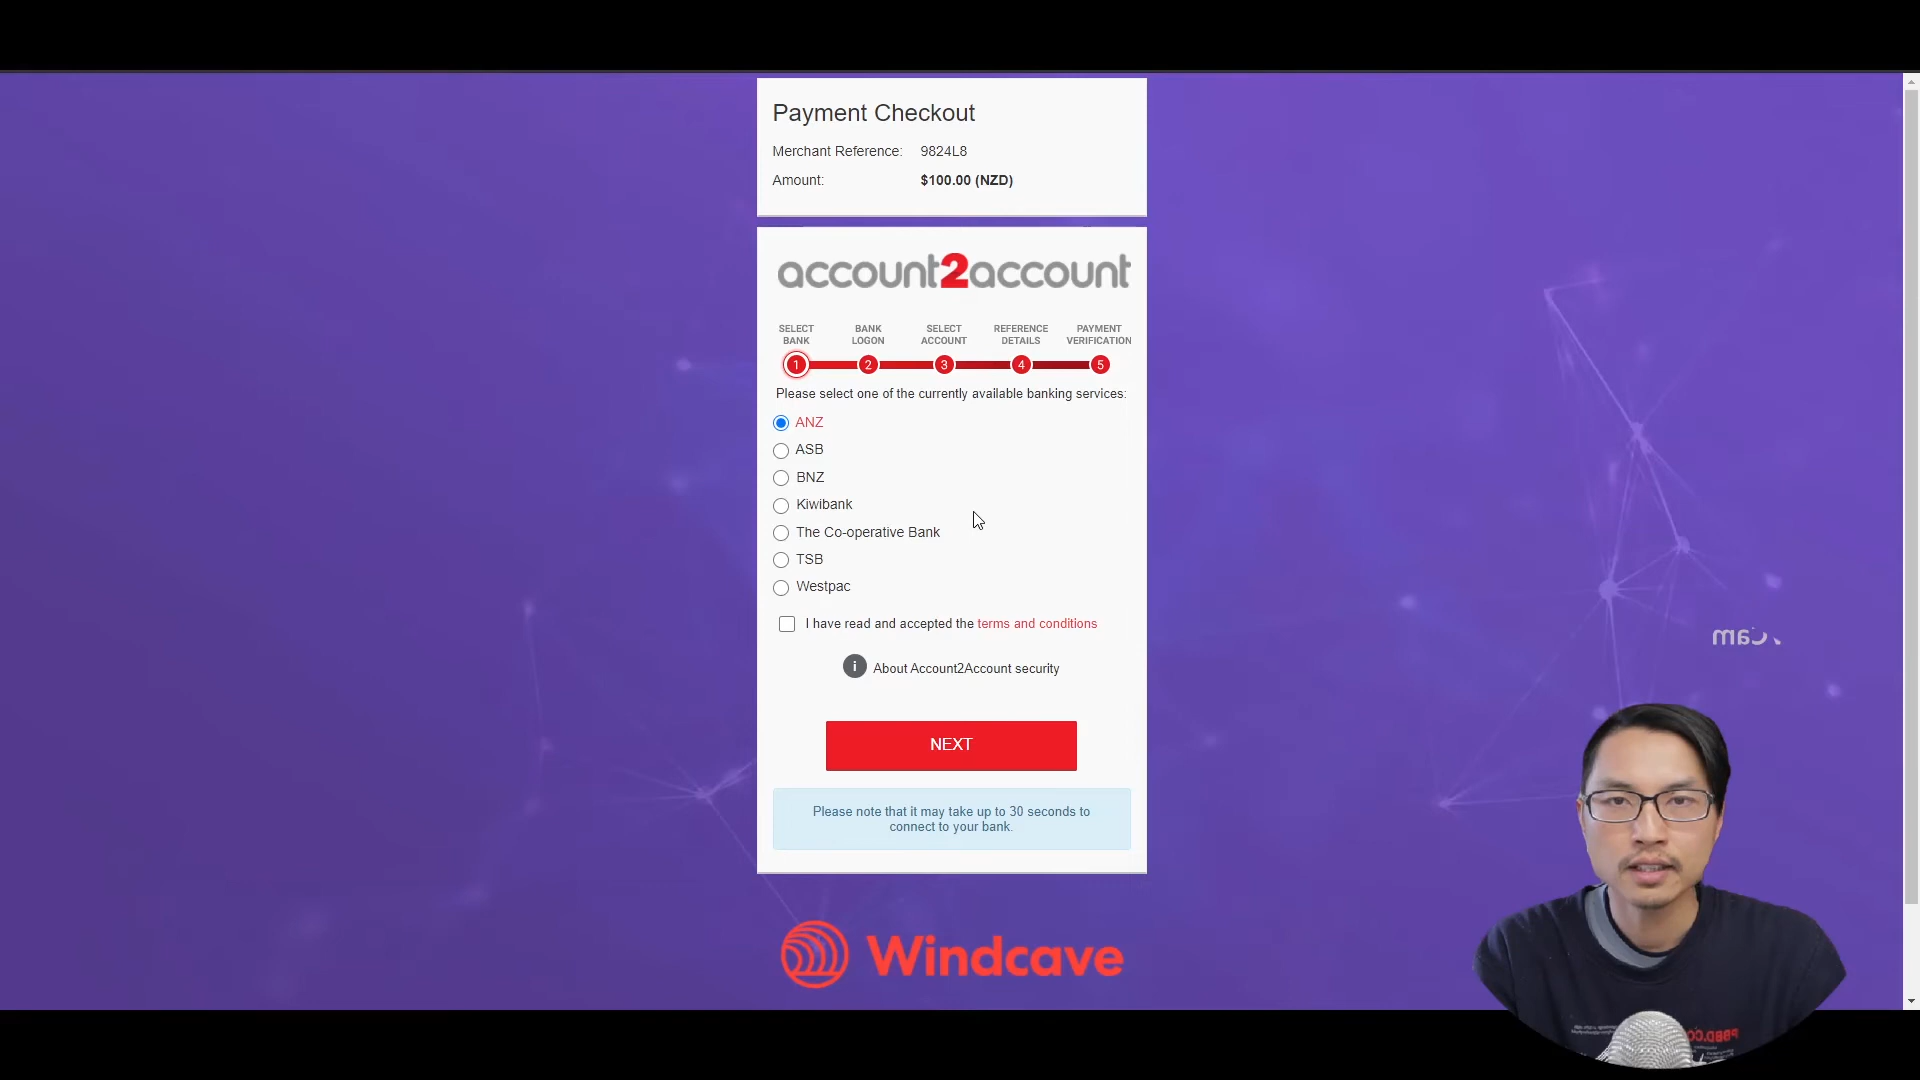 Payment Checkout
Merchant Reference: 9824L8
Amount: $100.00 (NZD)
account2account
SELECT BANK
BANK LOGON
SELECT ACCOUNT
REFERENCE DETAILS
PAYMENT VERIFICATION
1 2 3 4 5
Please select one of the currently available banking services:
ANZ
ASB
BNZ
Kiwibank
The Co-operative Bank
TSB
Westpac
I have read and accepted the terms and conditions
i About Account2Account security
NEXT
Please note that it may take up to 30 seconds to
connect to your bank.
Windcave